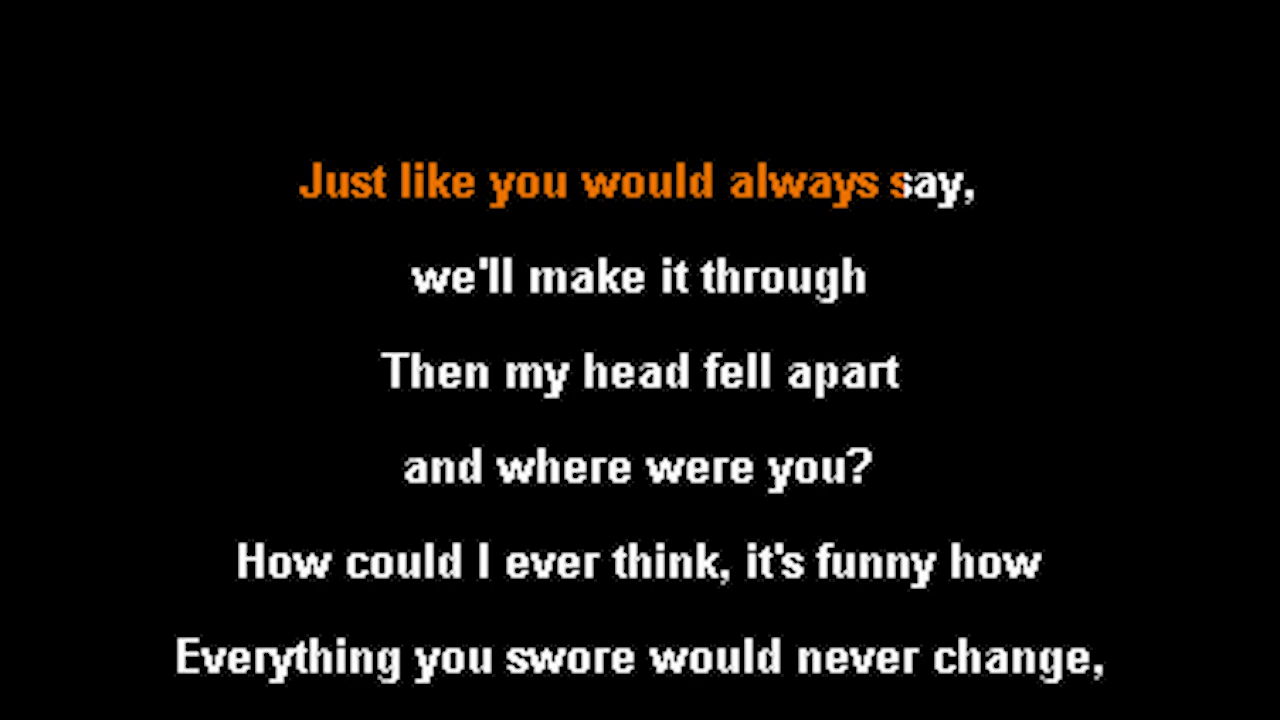 Just like you would always say,
we'll make it through
Then my head fell apart
and where were you?
How could I ever think, it's funny how
Everything you swore would never change,